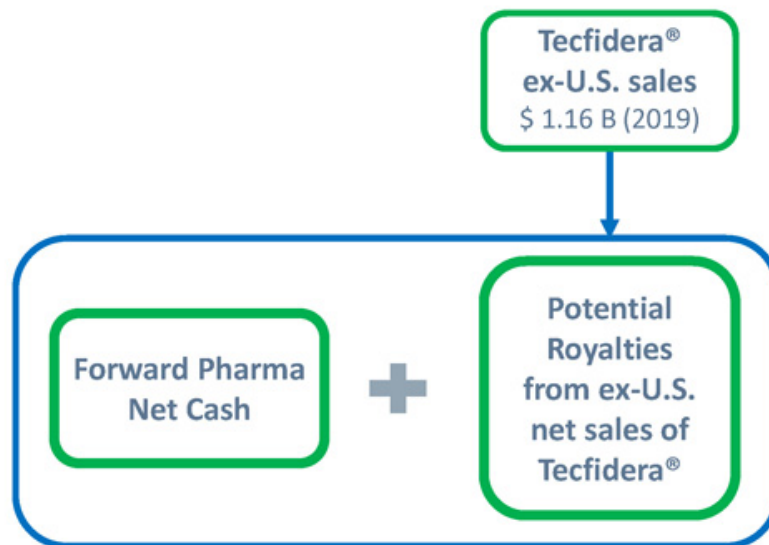 Tecfidera®
ex-U.S. sales
$ 1.16 B (2019)
Forward Pharma
Net Cash
Potential
Royalties
from ex-U.S.
net sales of
Tecfidera®